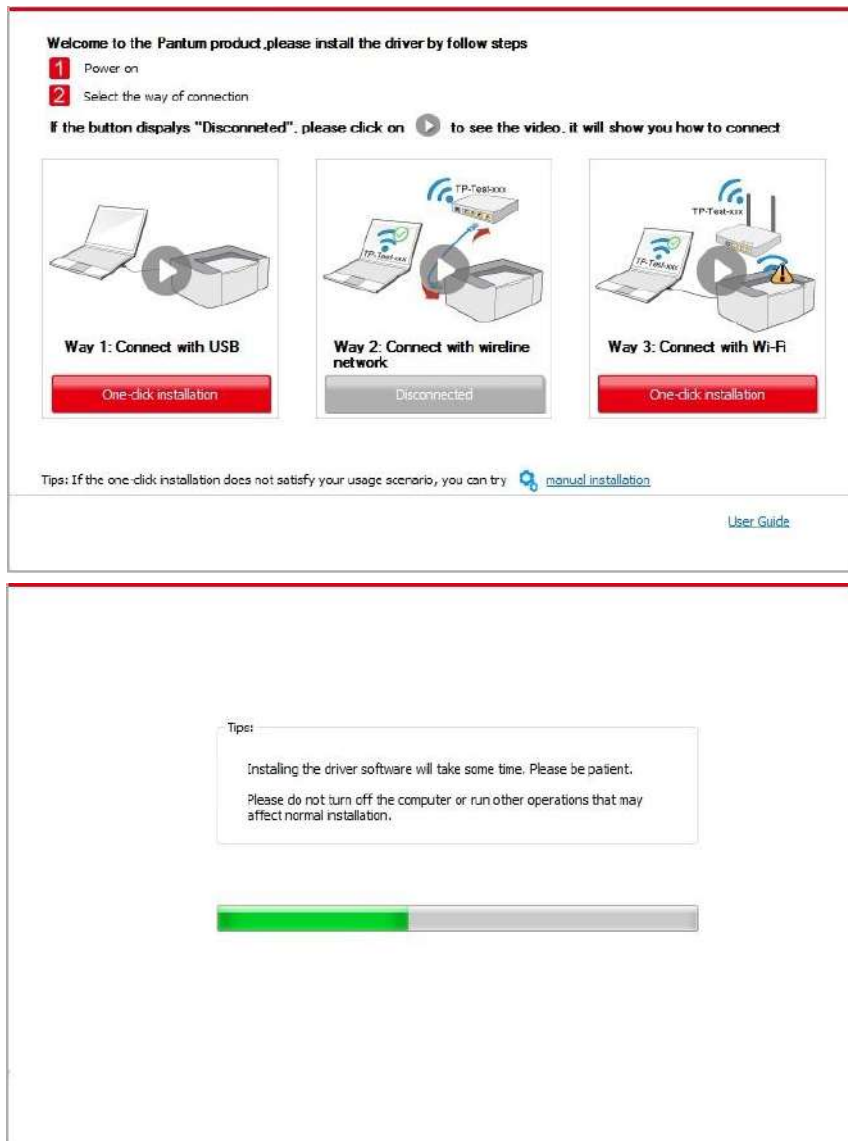 Welcome to the Pantum product,please install the driver by follow steps
1 Power on
2 Select the way of connection
If the button dispalys "Disconneted", please click on to see the video, it will show you how to connect
TP-Test-xxx
TP-Test-xxx
TP-Test-xxx
TP-Test-xxx
Way 1: Connect with USB
Way 2: Connect with wireline
network
Way 3: Connect with Wi-Fi
One-click installation
Disconnected
One-click installation
Tips: If the one-click installation does not satisfy your usage scenario, you can try manual installation
User Guide
Tips:
Installing the driver software will take some time. Please be patient.
Please do not turn off the computer or run other operations that may
affect normal installation.